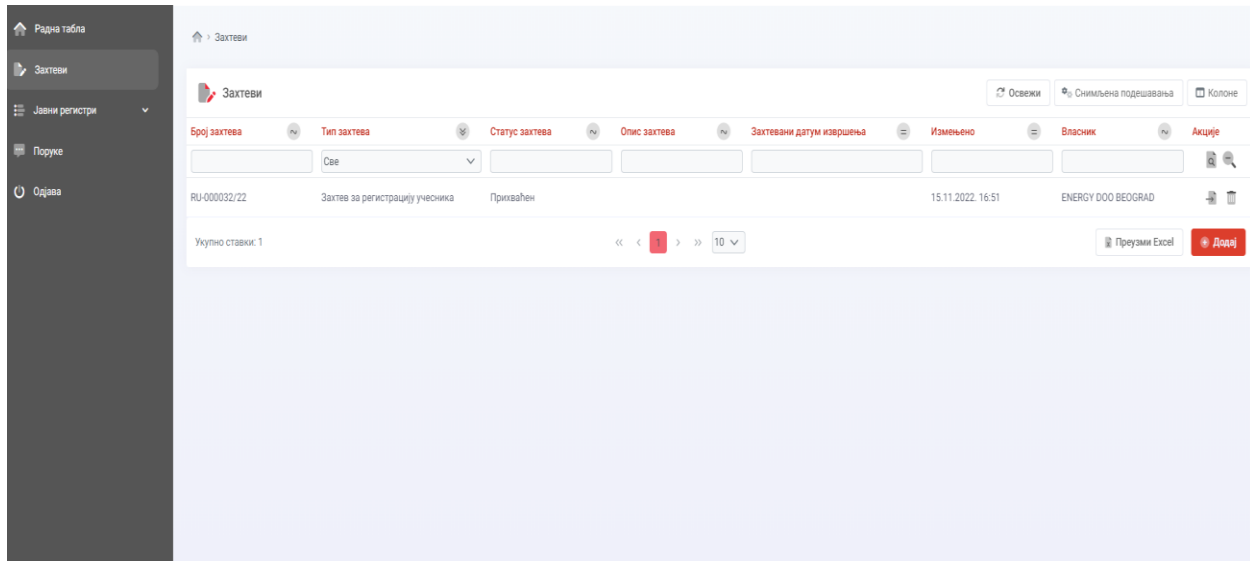 Радна табла
Захтеви
Јавни регистри
Поруке
Одјава
Захтеви
Захтеви
Освежи
Снимљена подешавања
Колоне
Број захтева Тип захтева Статус захтева Опис захтева Захтевани датум извршења Измењено Власник Акције
Све
RU-000032/22 Захтев за регистрацију учесника Прихваћен 15.11.2022. 16:51 ENERGY DOO BEOGRAD
Укупно ставки: 1 « ‹ 1 › » 10 Преузми Excel Додај